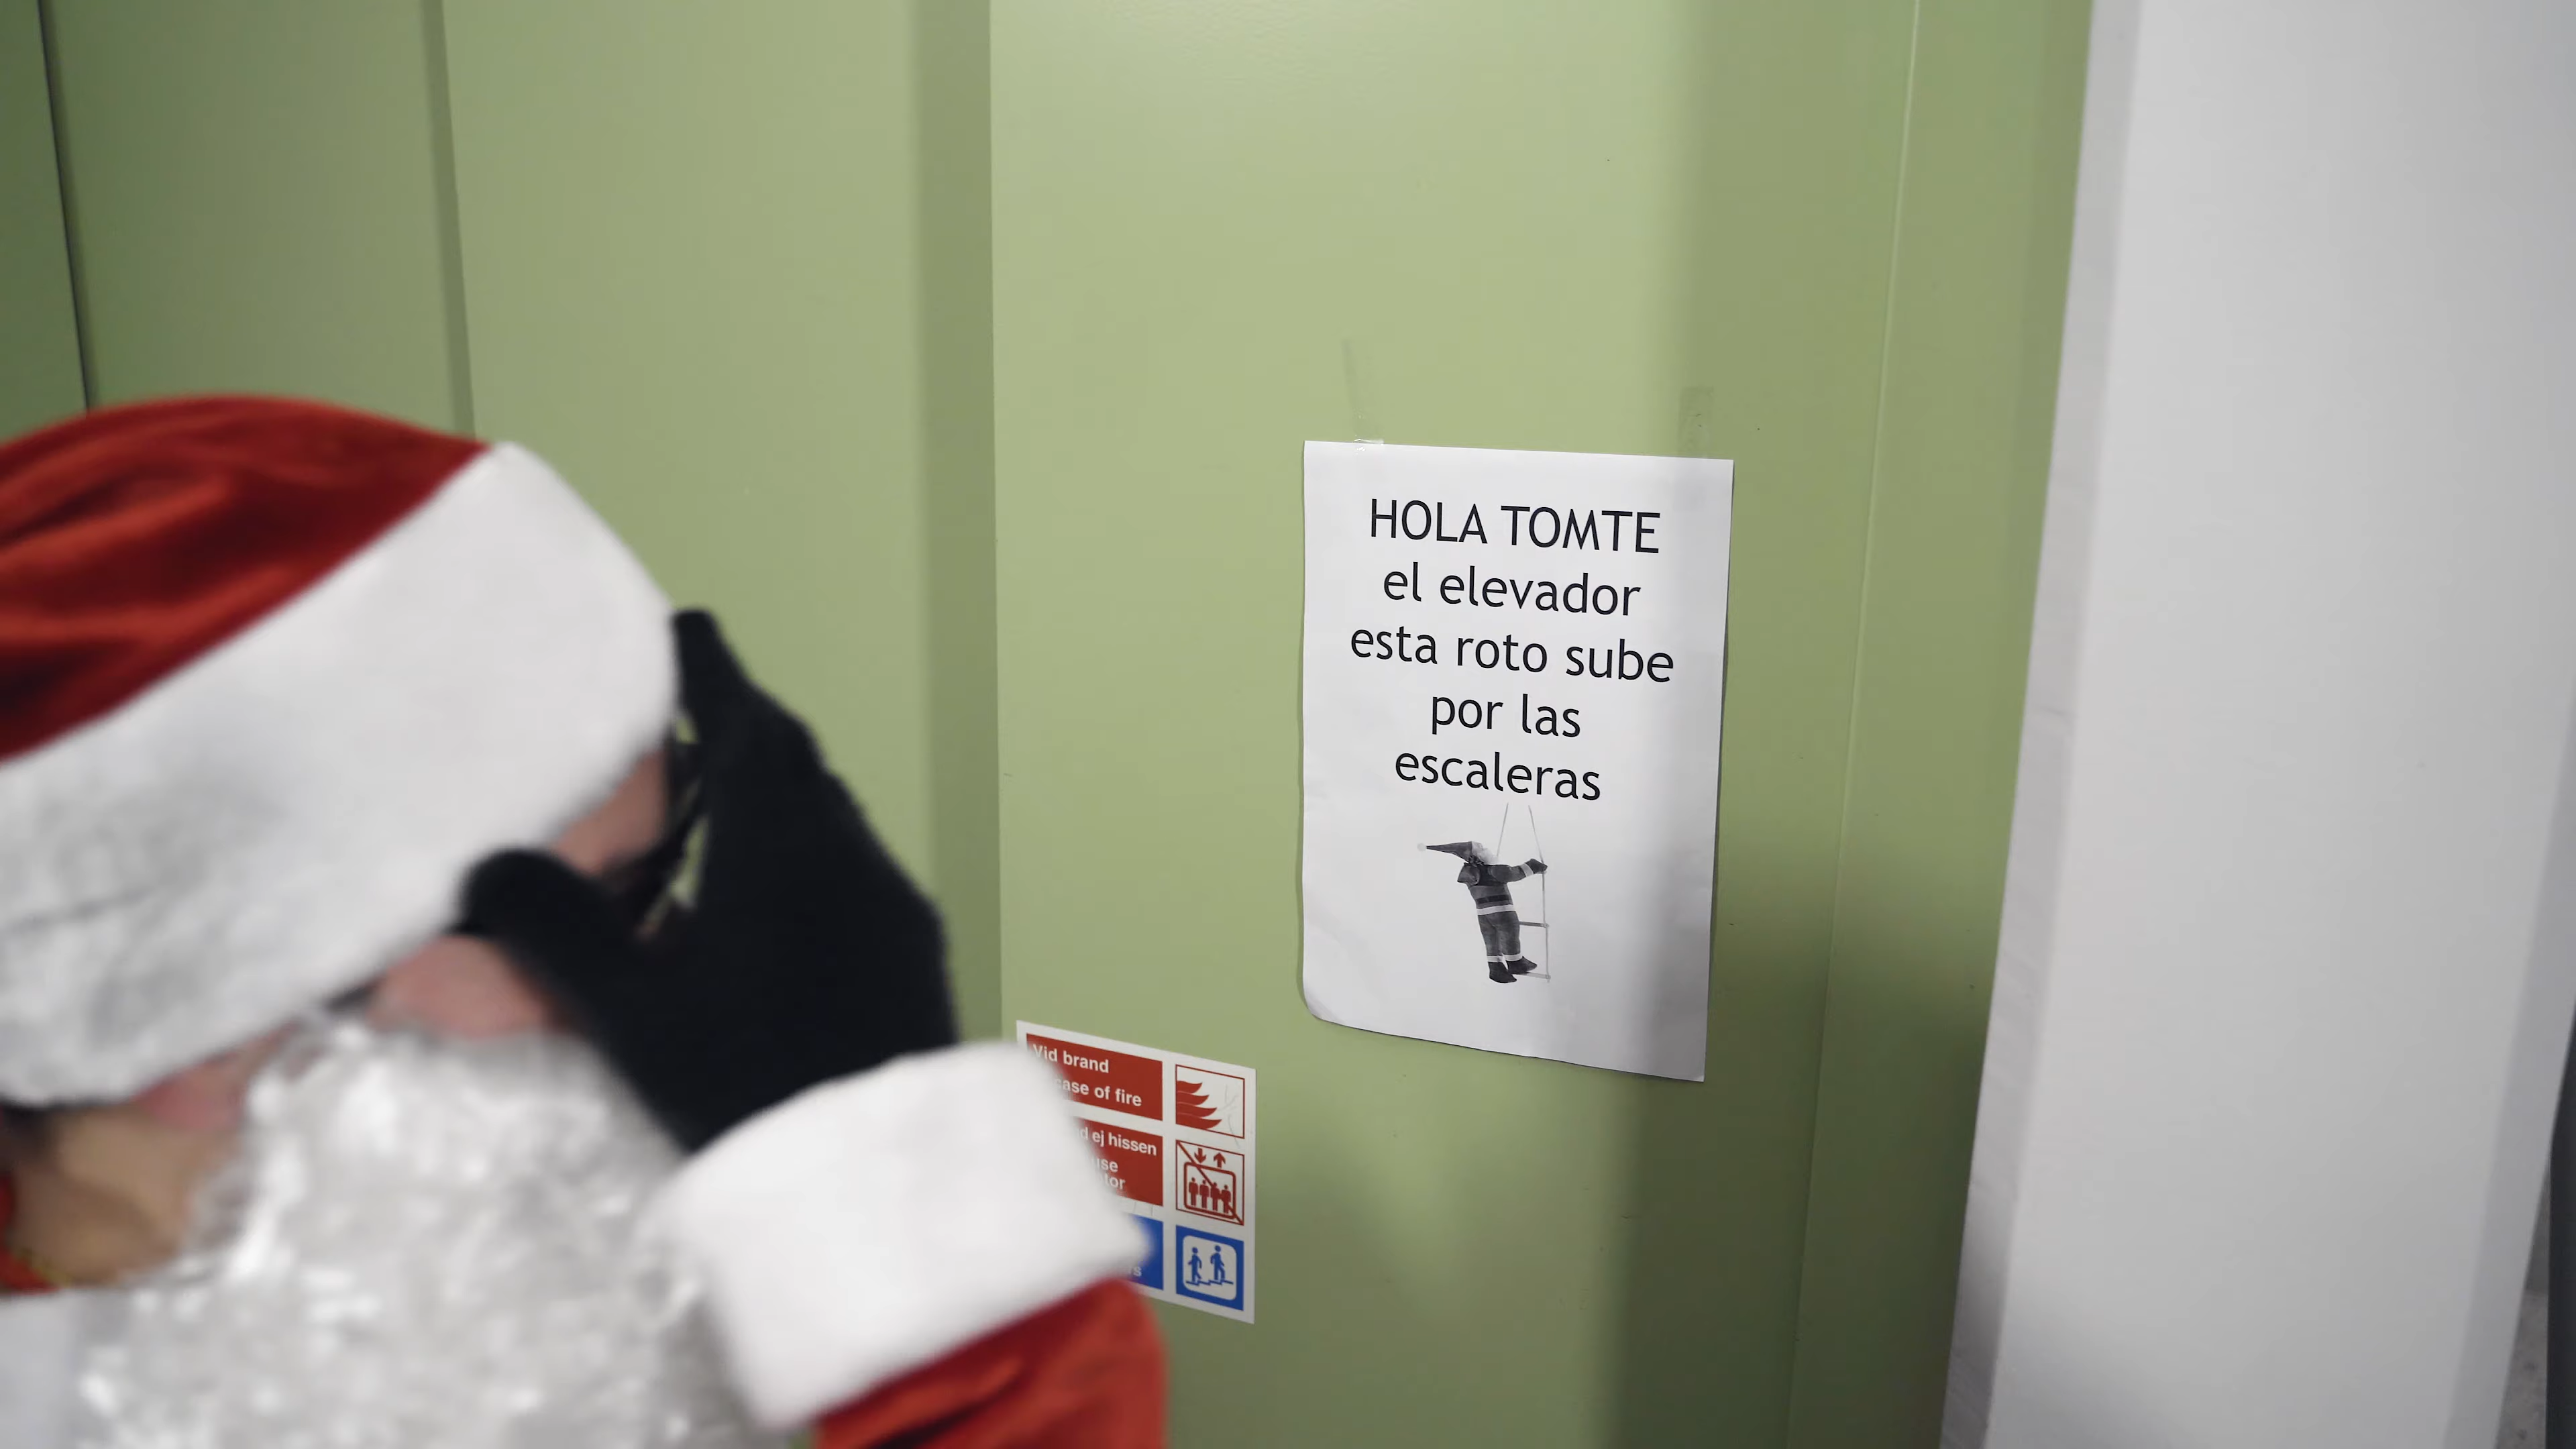 HOLA TOMTE
el elevador
esta roto sube
por las
escaleras
Vid brand
case of fire
ej hissen